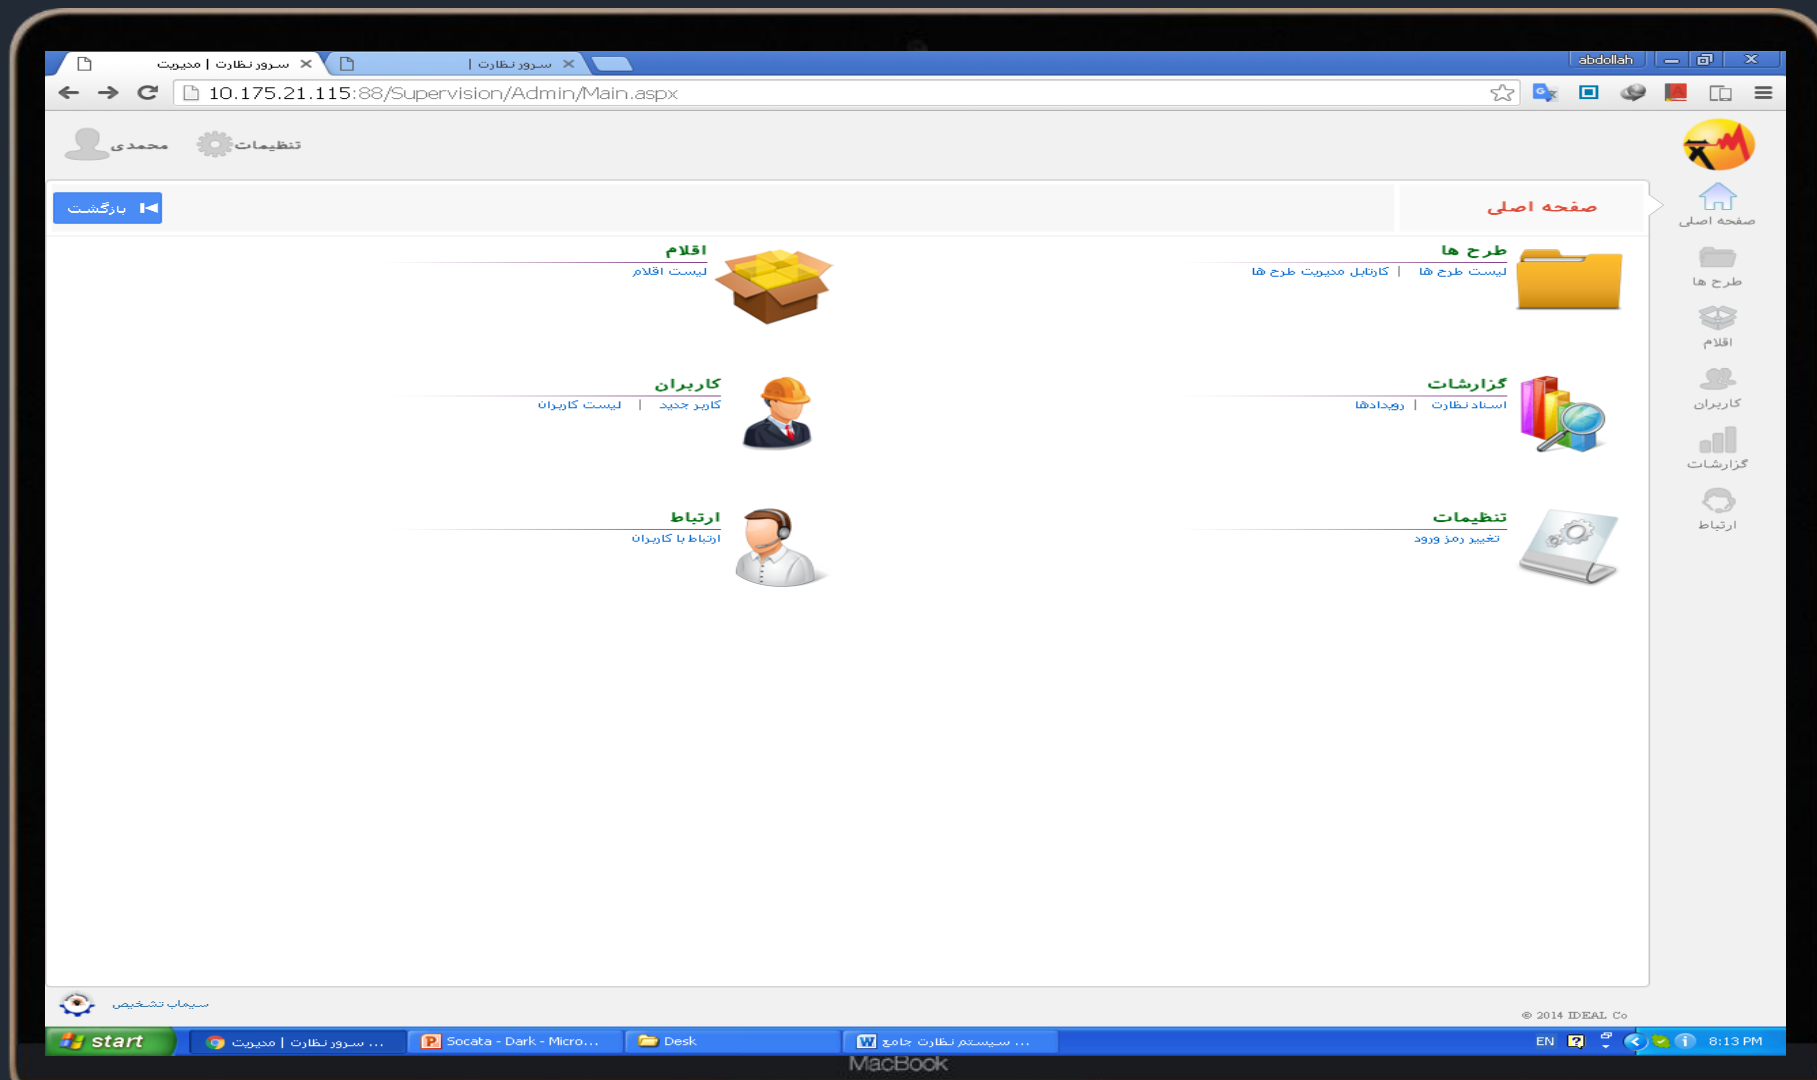 سرور نظارت | مدیریت
سرور نظارت |
abdollah
10.175.21.115:88/Supervision/Admin/Main.aspx
محمدی
تنظیمات
صفحه اصلی
بازگشت
صفحه اصلی
طرح ها
اقلام
کاربران
گزارشات
ارتباط
طرح ها
لیست طرح ها | کارتابل مدیریت طرح ها
اقلام
لیست اقلام
گزارشات
اسناد نظارت | رویدادها
کاربران
کاربر جدید | لیست کاربران
تنظیمات
تغییر رمز ورود
ارتباط
ارتباط با کاربران
سیماب تشخیص
© 2014 IDEAL Co
start
سرور نظارت | مدیریت ...
Socata - Dark - Micro...
Desk
سیستم نظارت جامع ...
EN
8:13 PM
MacBook